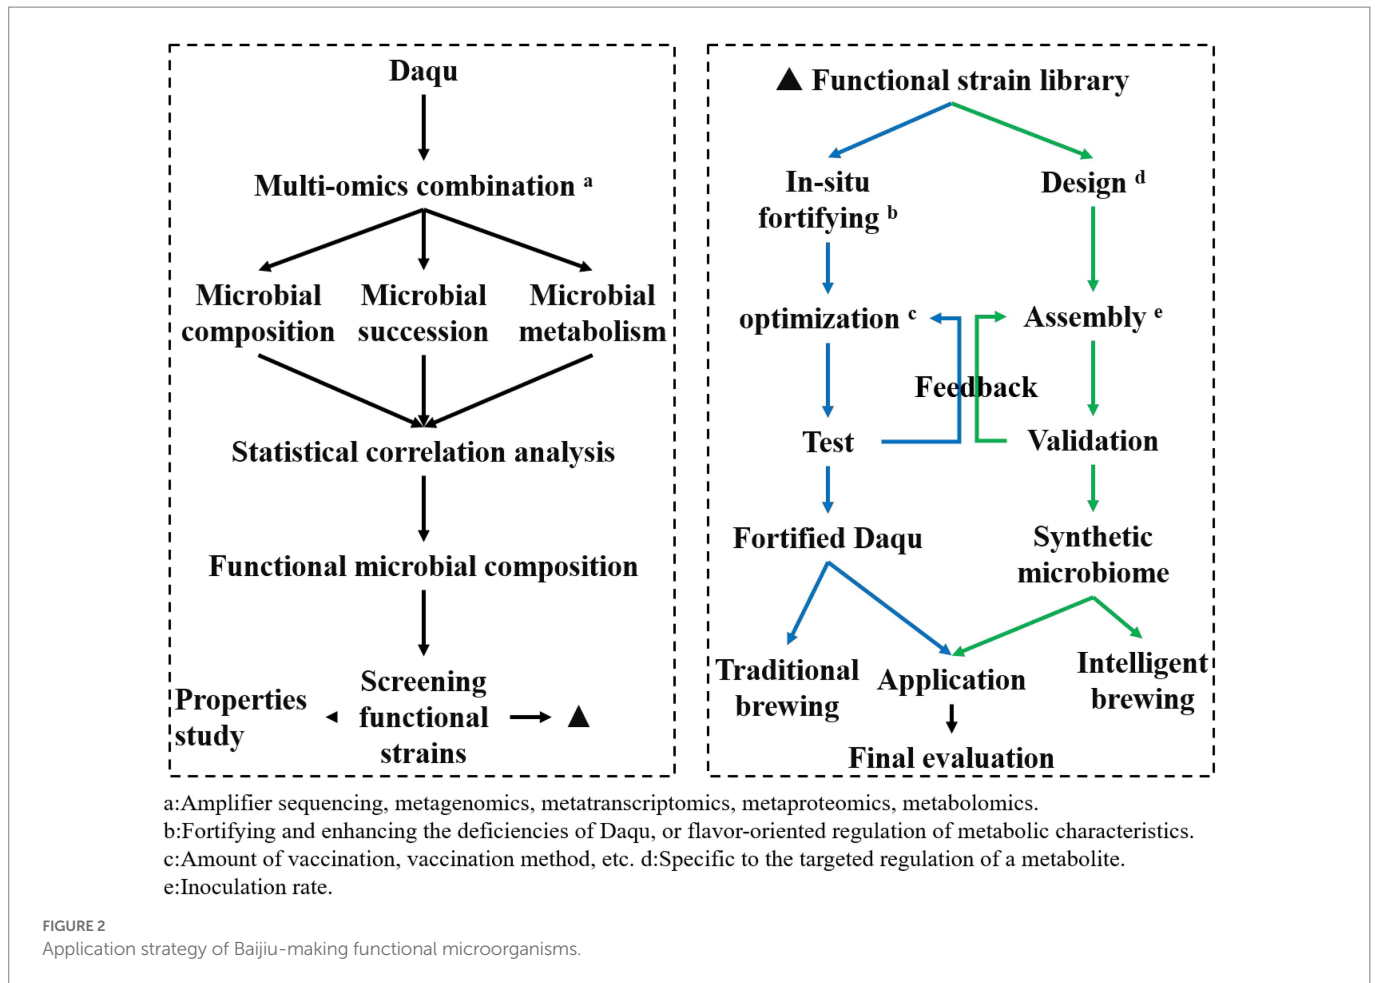 Daqu
Multi-omics combination a
Microbial composition
Microbial succession
Microbial metabolism
Statistical correlation analysis
Functional microbial composition
Screening functional strains
Properties study
▲
▲ Functional strain library
In-situ fortifying b
Design d
optimization c
Assembly e
Feedback
Test
Validation
Fortified Daqu
Synthetic microbiome
Traditional brewing
Application
Intelligent brewing
Final evaluation
a:Amplifier sequencing, metagenomics, metatranscriptomics, metaproteomics, metabolomics.
b:Fortifying and enhancing the deficiencies of Daqu, or flavor-oriented regulation of metabolic characteristics.
c:Amount of vaccination, vaccination method, etc. d:Specific to the targeted regulation of a metabolite.
e:Inoculation rate.
FIGURE 2
Application strategy of Baijiu-making functional microorganisms.